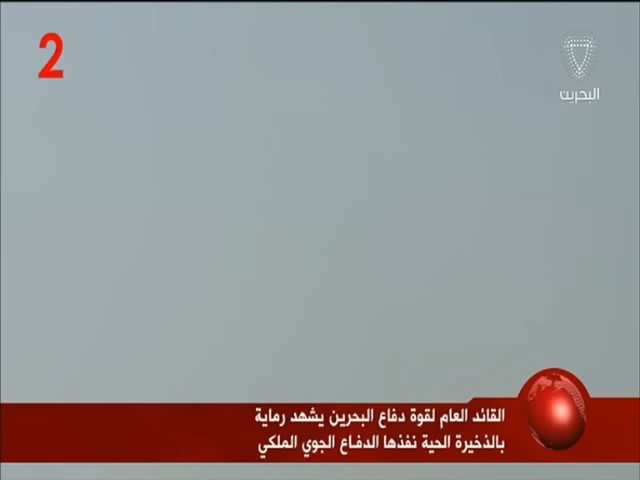 2
البحرين
القائد العام لقوة دفاع البحرين يشهد رماية
بالذخيرة الحية نفذها الدفاع الجوي الملكي